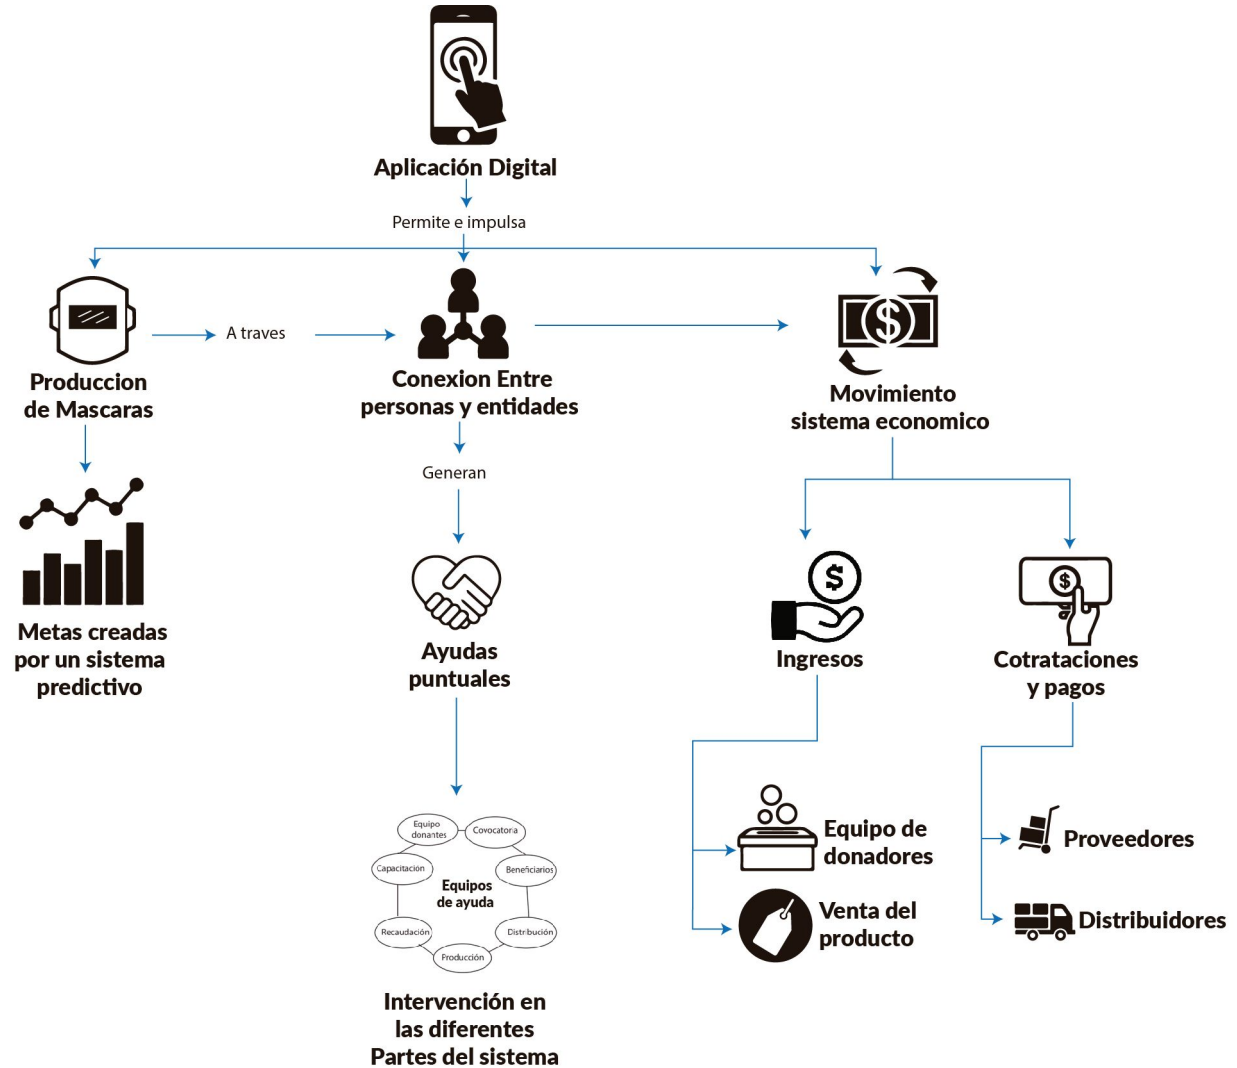 Aplicación Digital
Permite e impulsa
A traves
Produccion
de Mascaras
Conexion Entre
personas y entidades
$
Movimiento
sistema economico
Generan
Metas creadas
por un sistema
predictivo
Ayudas
puntuales
$
Ingresos
$
Cotrataciones
y pagos
Equipo
donantes
Covocatoria
Capacitación
Beneficiarios
Equipos
de ayuda
Recaudación
Distribución
Producción
Intervención en
las diferentes
Partes del sistema
Equipo de
donadores
Venta del
producto
Proveedores
Distribuidores